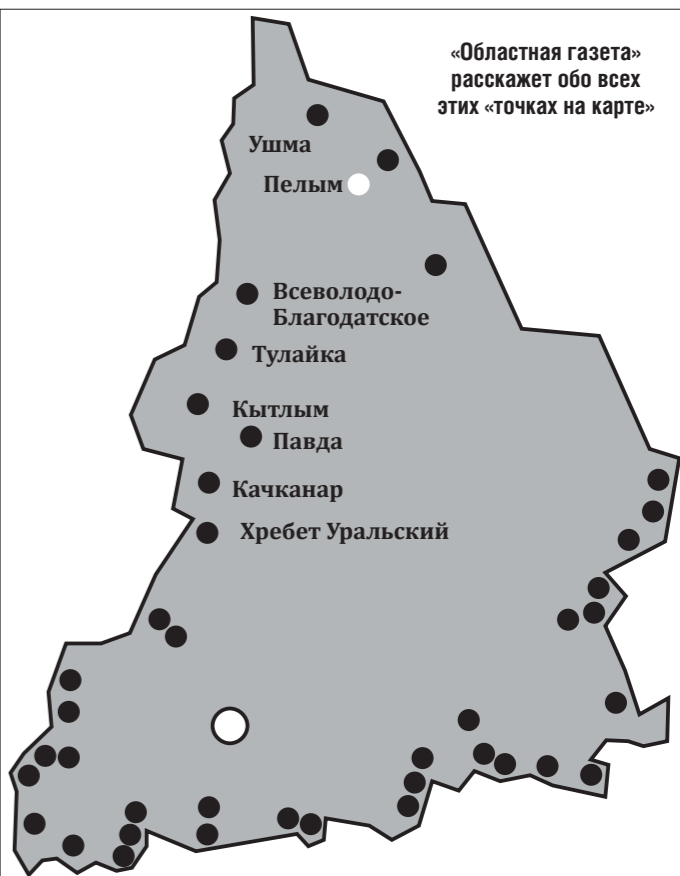 «Областная газета»
расскажет обо всех
этих «точках на карте»
Ушма
Пелым
Всеволодо-
Благодатское
Тулайка
Кытлым
Павда
Качканар
Хребет Уральский